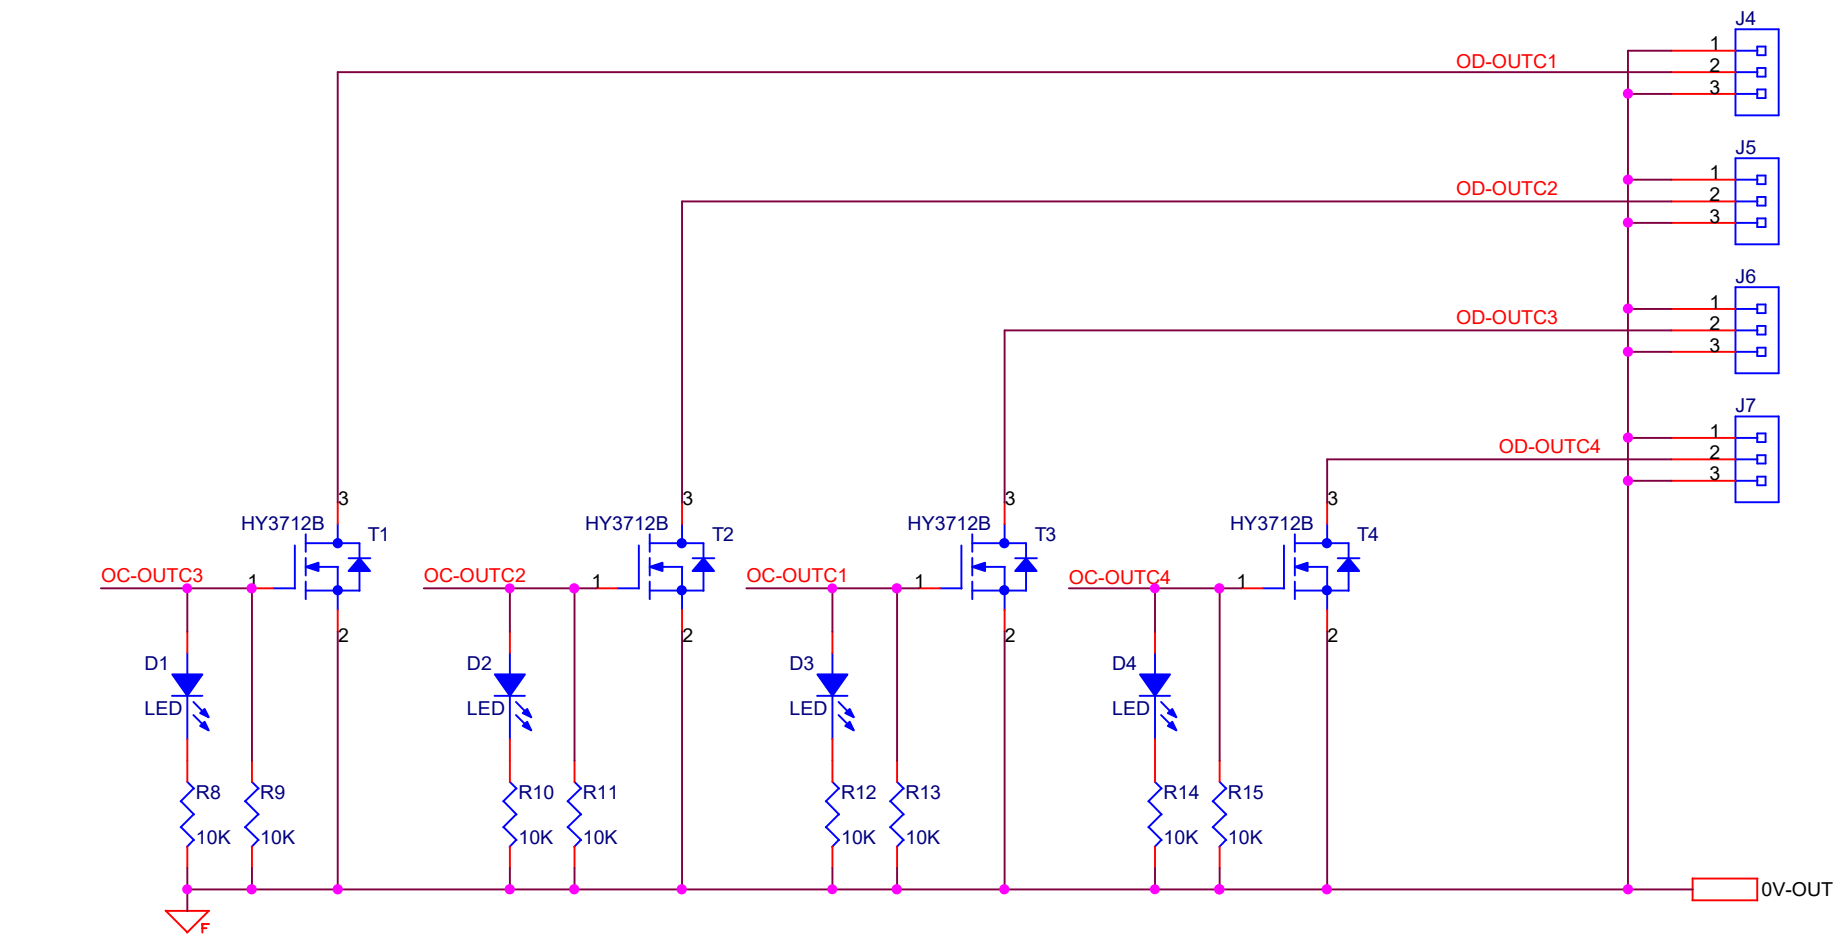 J4
1
OD-OUTC1
2
3
J5
1
OD-OUTC2
2
3
J6
1
OD-OUTC3
2
3
J7
1
OD-OUTC4
2
3
3
3
3
3
HY3712B
T1
HY3712B
T2
HY3712B
T3
HY3712B
T4
OC-OUTC3
1
OC-OUTC2
1
OC-OUTC1
1
OC-OUTC4
1
2
2
2
2
D1
LED
D2
LED
D3
LED
D4
LED
R8
10K
R9
10K
R10
10K
R11
10K
R12
10K
R13
10K
R14
10K
R15
10K
0V-OUT
F